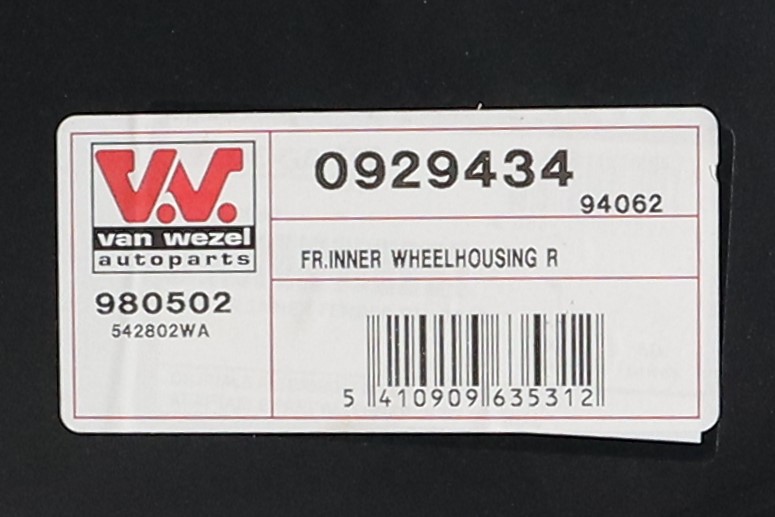 V.W.
van wezel
autoparts
980502
542802WA
0929434
94062
FR.INNER WHEELHOUSING R
5 410909 635312